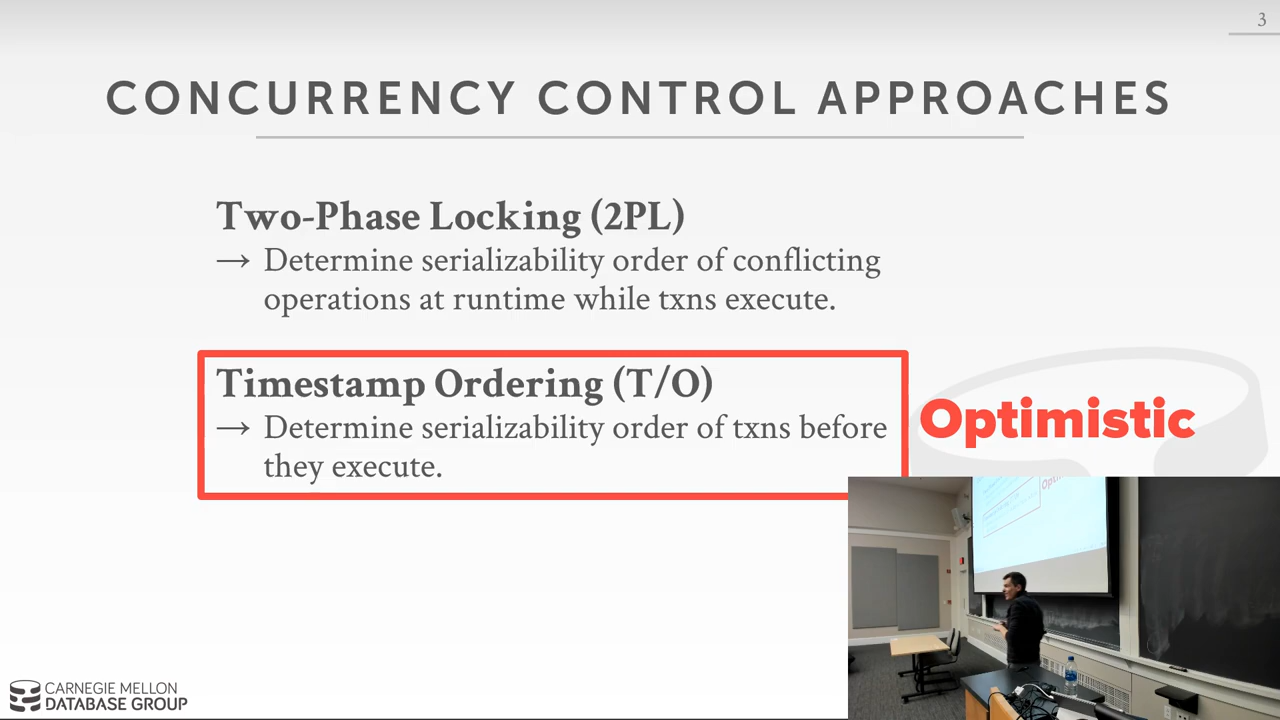 3
CONCURRENCY CONTROL APPROACHES
Two-Phase Locking (2PL)
→ Determine serializability order of conflicting
operations at runtime while txns execute.
Timestamp Ordering (T/O)
→ Determine serializability order of txns before
they execute.
Optimistic
CARNEGIE MELLON
DATABASE GROUP